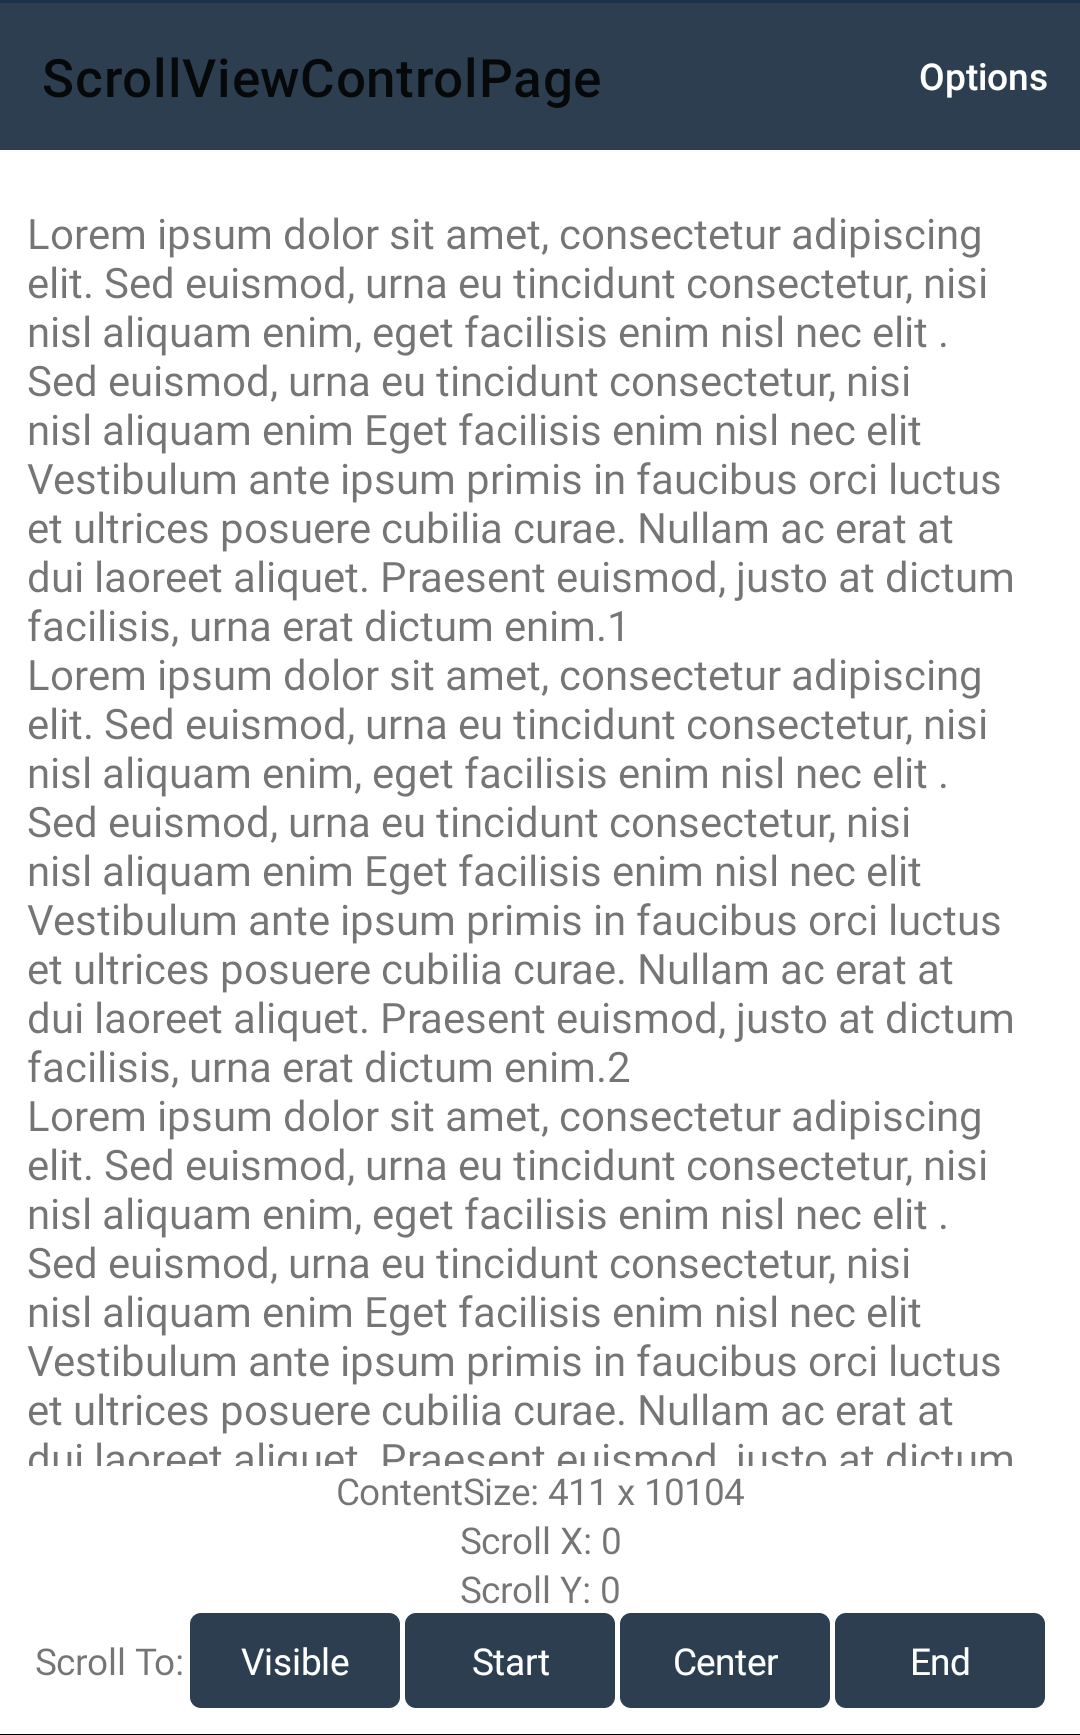 ScrollViewControlPage
Options
Lorem ipsum dolor sit amet, consectetur adipiscing
elit. Sed euismod, urna eu tincidunt consectetur, nisi
nisl aliquam enim, eget facilisis enim nisl nec elit .
Sed euismod, urna eu tincidunt consectetur, nisi
nisl aliquam enim Eget facilisis enim nisl nec elit
Vestibulum ante ipsum primis in faucibus orci luctus
et ultrices posuere cubilia curae. Nullam ac erat at
dui laoreet aliquet. Praesent euismod, justo at dictum
facilisis, urna erat dictum enim.1
Lorem ipsum dolor sit amet, consectetur adipiscing
elit. Sed euismod, urna eu tincidunt consectetur, nisi
nisl aliquam enim, eget facilisis enim nisl nec elit .
Sed euismod, urna eu tincidunt consectetur, nisi
nisl aliquam enim Eget facilisis enim nisl nec elit
Vestibulum ante ipsum primis in faucibus orci luctus
et ultrices posuere cubilia curae. Nullam ac erat at
dui laoreet aliquet. Praesent euismod, justo at dictum
facilisis, urna erat dictum enim.2
Lorem ipsum dolor sit amet, consectetur adipiscing
elit. Sed euismod, urna eu tincidunt consectetur, nisi
nisl aliquam enim, eget facilisis enim nisl nec elit .
Sed euismod, urna eu tincidunt consectetur, nisi
nisl aliquam enim Eget facilisis enim nisl nec elit
Vestibulum ante ipsum primis in faucibus orci luctus
et ultrices posuere cubilia curae. Nullam ac erat at
dui laoreet aliquet. Praesent euismod, justo at dictum
ContentSize: 411 x 10104
Scroll X: 0
Scroll Y: 0
Scroll To: Visible Start Center End